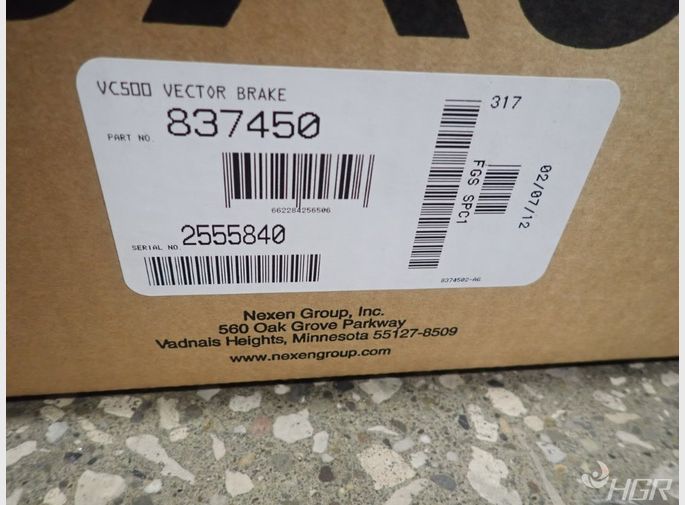 VC500 VECTOR BRAKE
PART NO. 837450
662284256506
SERIAL NO. 2555840
317
FGS SPC1
02/07/12
8374502-AG
Nexen Group, Inc.
560 Oak Grove Parkway
Vadnais Heights, Minnesota 55127-8509
www.nexengroup.com
HGR